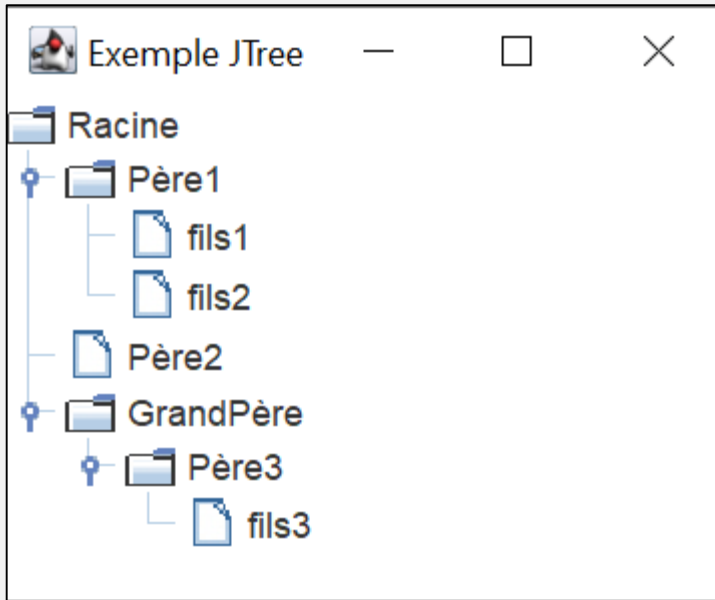 Exemple JTree
Racine
Père1
fils1
fils2
Père2
GrandPère
Père3
fils3